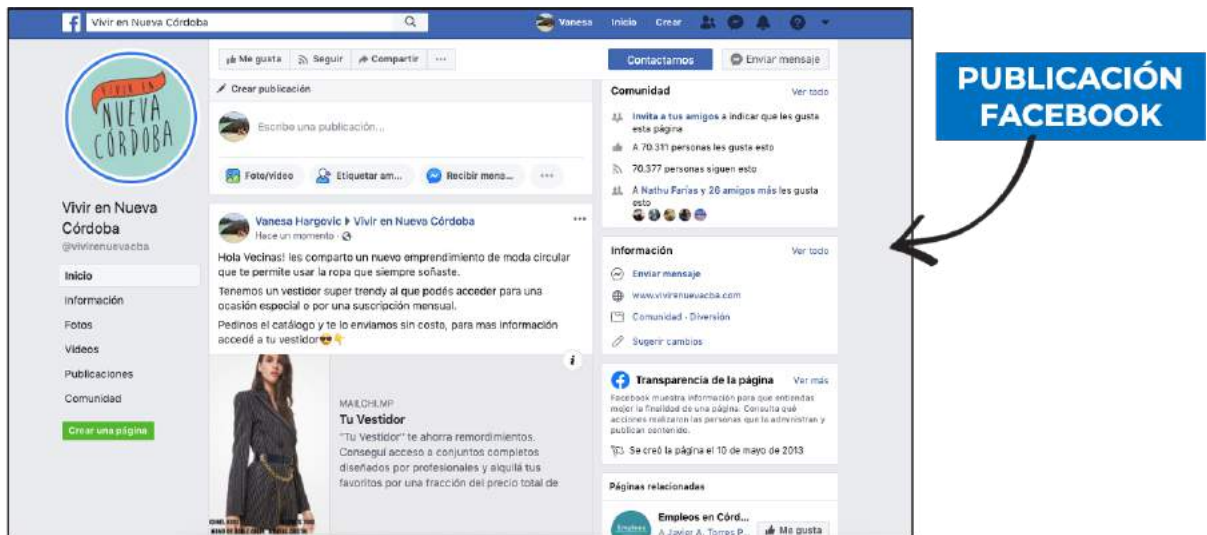 Vivir en Nueva Córdoba
Vanesa Inicio Crear
VIVIR EN
NUEVA
CÓRDOBA
Vivir en Nueva
Córdoba
@vivirenuevacba
Inicio
Información
Fotos
Videos
Publicaciones
Comunidad
Crear una página
Me gusta Seguir Compartir ...
Contactarnos Enviar mensaje
Crear publicación
Escribe una publicación...
Foto/video Etiquetar am... Recibir mens... ...
Vanesa Hargovic Vivir en Nueva Córdoba ...
Hace un momento ·
Hola Vecinas! les comparto un nuevo emprendimiento de moda circular
que te permite usar la ropa que siempre soñaste.
Tenemos un vestidor super trendy al que podés acceder para una
ocasión especial o por una suscripción mensual.
Pedinos el catálogo y te lo enviamos sin costo, para mas información
accedé a tu vestidor😎👇
MAILCHI.MP
Tu Vestidor
"Tu Vestidor" te ahorra remordimientos.
Conseguí acceso a conjuntos completos
diseñados por profesionales y alquilá tus
favoritos por una fracción del precio total de
Comunidad Ver todo
Invita a tus amigos a indicar que les gusta
esta página
A 70.311 personas les gusta esto
70.377 personas siguen esto
A Nathu Farías y 26 amigos más les gusta
esto
Información Ver todo
Enviar mensaje
www.vivirenuevacba.com
Comunidad · Diversión
Sugerir cambios
Transparencia de la página Ver más
Facebook muestra información para que entiendas
mejor la finalidad de una página. Consulta qué
acciones realizaron las personas que la administran y
publican contenido.
Se creó la página el 10 de mayo de 2013
Páginas relacionadas
Empleos
Empleos en Córd...
A Javier A. Torres P... Me gusta
PUBLICACIÓN
FACEBOOK